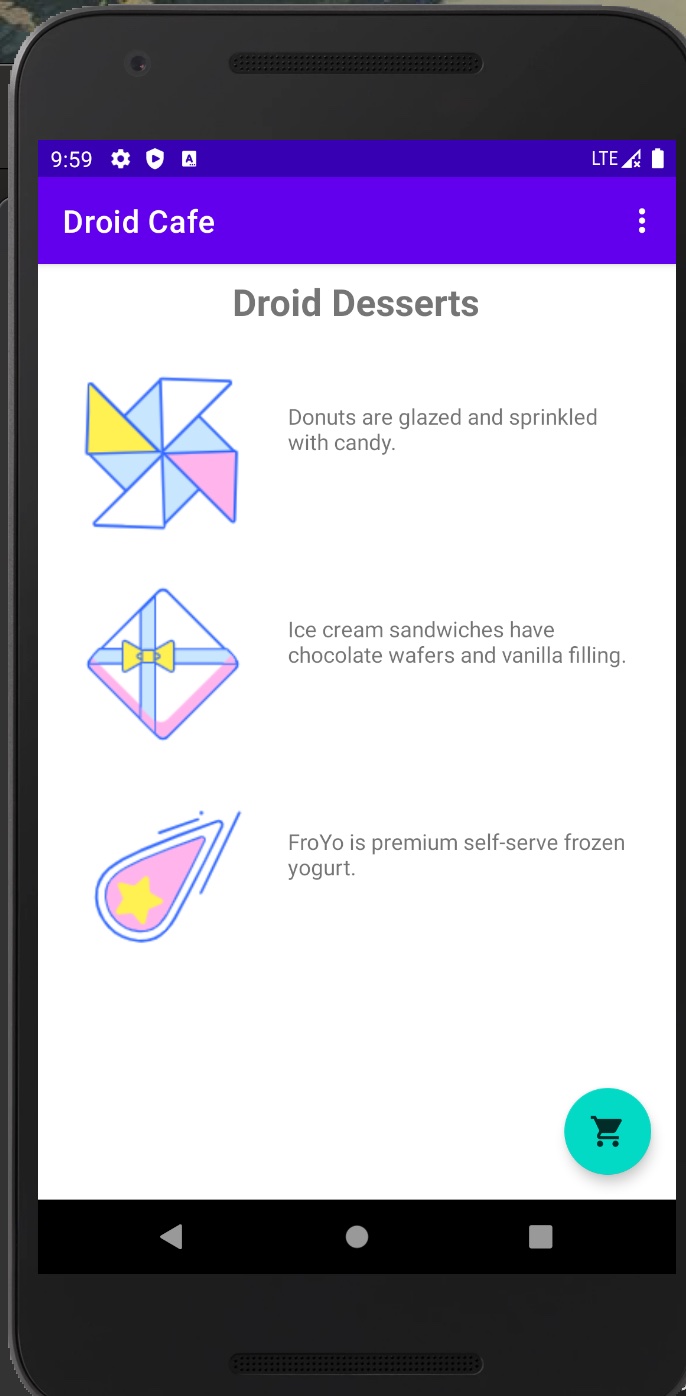 9:59 LTE
Droid Cafe
Droid Desserts
Donuts are glazed and sprinkled
with candy.
Ice cream sandwiches have
chocolate wafers and vanilla filling.
FroYo is premium self-serve frozen
yogurt.